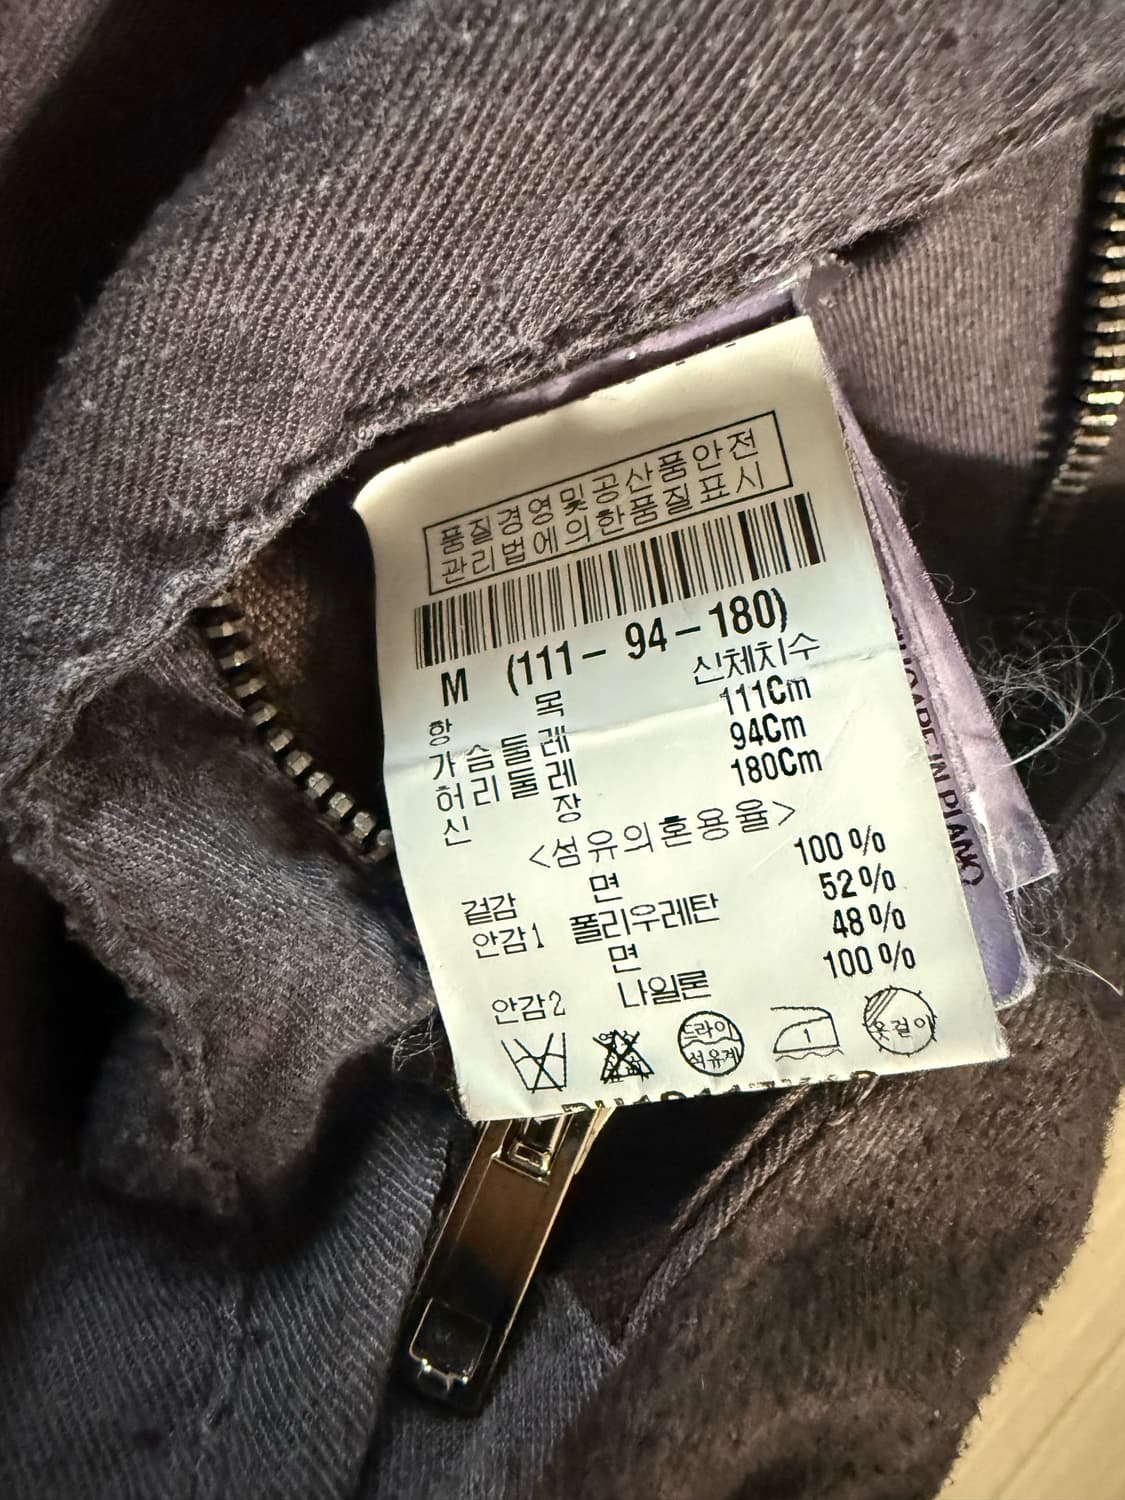 품질경영및공산품안전
관리법에의한품질표시
M (111- 94-180)
항 목 신체치수
가슴둘레 111Cm
허리둘레 94Cm
신 장 180Cm
<섬유의혼용율>
겉감 면 100%
안감1 폴리우레탄 52%
면 48%
안감2 나일론 100%
드라이
석유계
1
옷걸이
IN PLANO